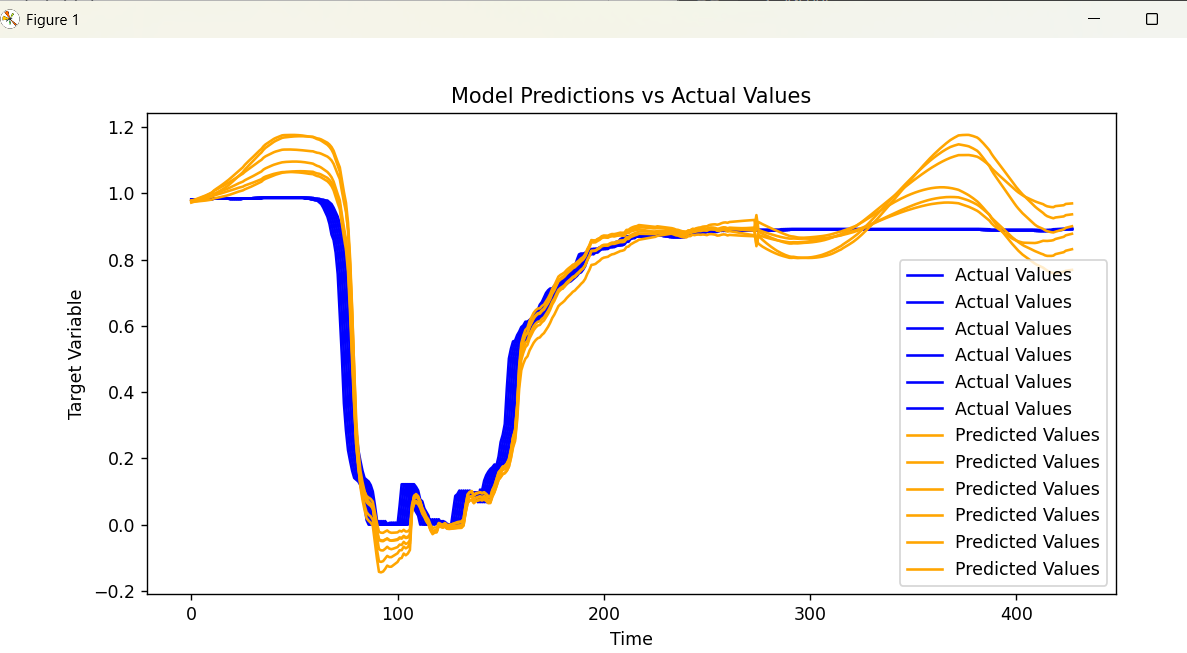 Figure 1
Model Predictions vs Actual Values
1.2
1.0
0.8
0.6
0.4
0.2
0.0
−0.2
Target Variable
0
100
200
300
400
Time
Actual Values
Actual Values
Actual Values
Actual Values
Actual Values
Actual Values
Predicted Values
Predicted Values
Predicted Values
Predicted Values
Predicted Values
Predicted Values